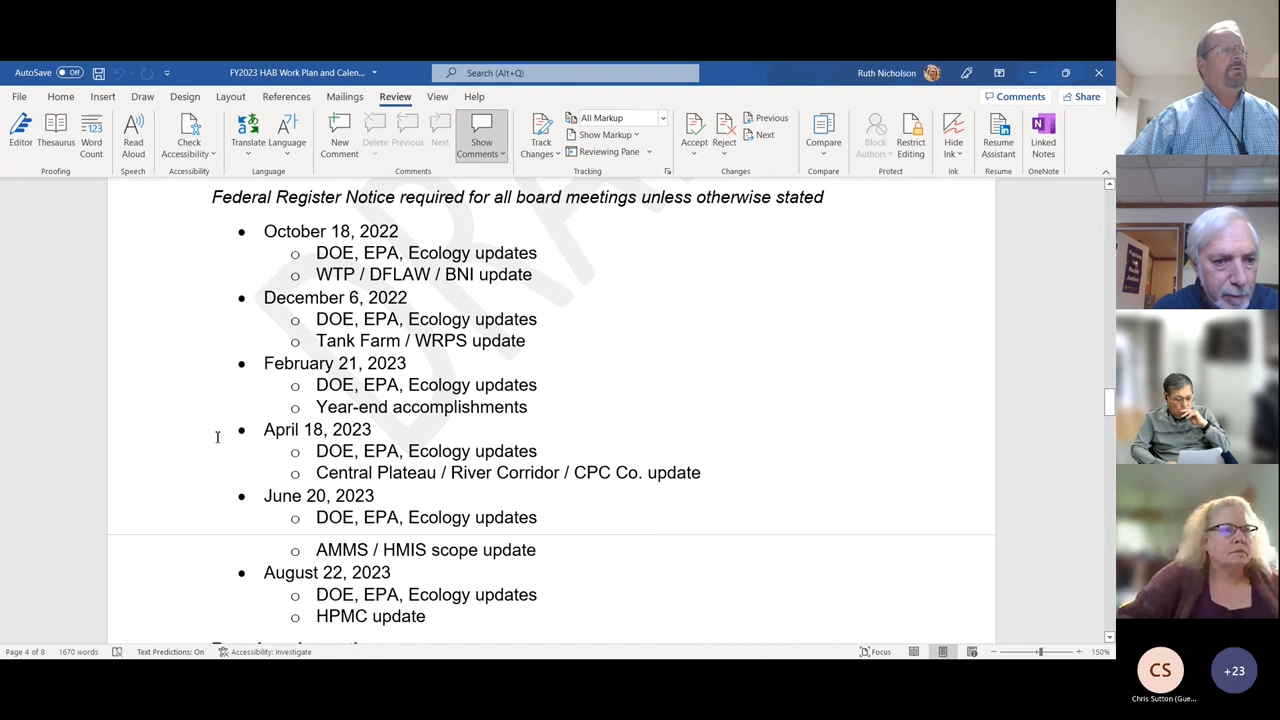 AutoSave Off
FY2023 HAB Work Plan and Calen...
Search (Alt+Q)
Ruth Nicholson
File Home Insert Draw Design Layout References Mailings Review View Help
Comments Share
Editor
Thesaurus
Word Count
Read Aloud
Check Accessibility
Translate
Language
New Comment
Delete
Previous
Next
Show Comments
Track Changes
All Markup
Show Markup
Reviewing Pane
Accept
Reject
Previous
Next
Compare
Block Authors
Restrict Editing
Hide Ink
Resume Assistant
Linked Notes
Proofing Speech Accessibility Language Comments Tracking Changes Compare Protect Ink Resume OneNote
Federal Register Notice required for all board meetings unless otherwise stated
• October 18, 2022
o DOE, EPA, Ecology updates
o WTP / DFLAW / BNI update
• December 6, 2022
o DOE, EPA, Ecology updates
o Tank Farm / WRPS update
• February 21, 2023
o DOE, EPA, Ecology updates
o Year-end accomplishments
• April 18, 2023
o DOE, EPA, Ecology updates
o Central Plateau / River Corridor / CPC Co. update
• June 20, 2023
o DOE, EPA, Ecology updates
o AMMS / HMIS scope update
• August 22, 2023
o DOE, EPA, Ecology updates
o HPMC update
Page 4 of 8 1670 words Text Predictions: On Accessibility: Investigate Focus 150%
CS
+23
Chris Sutton (Gue...